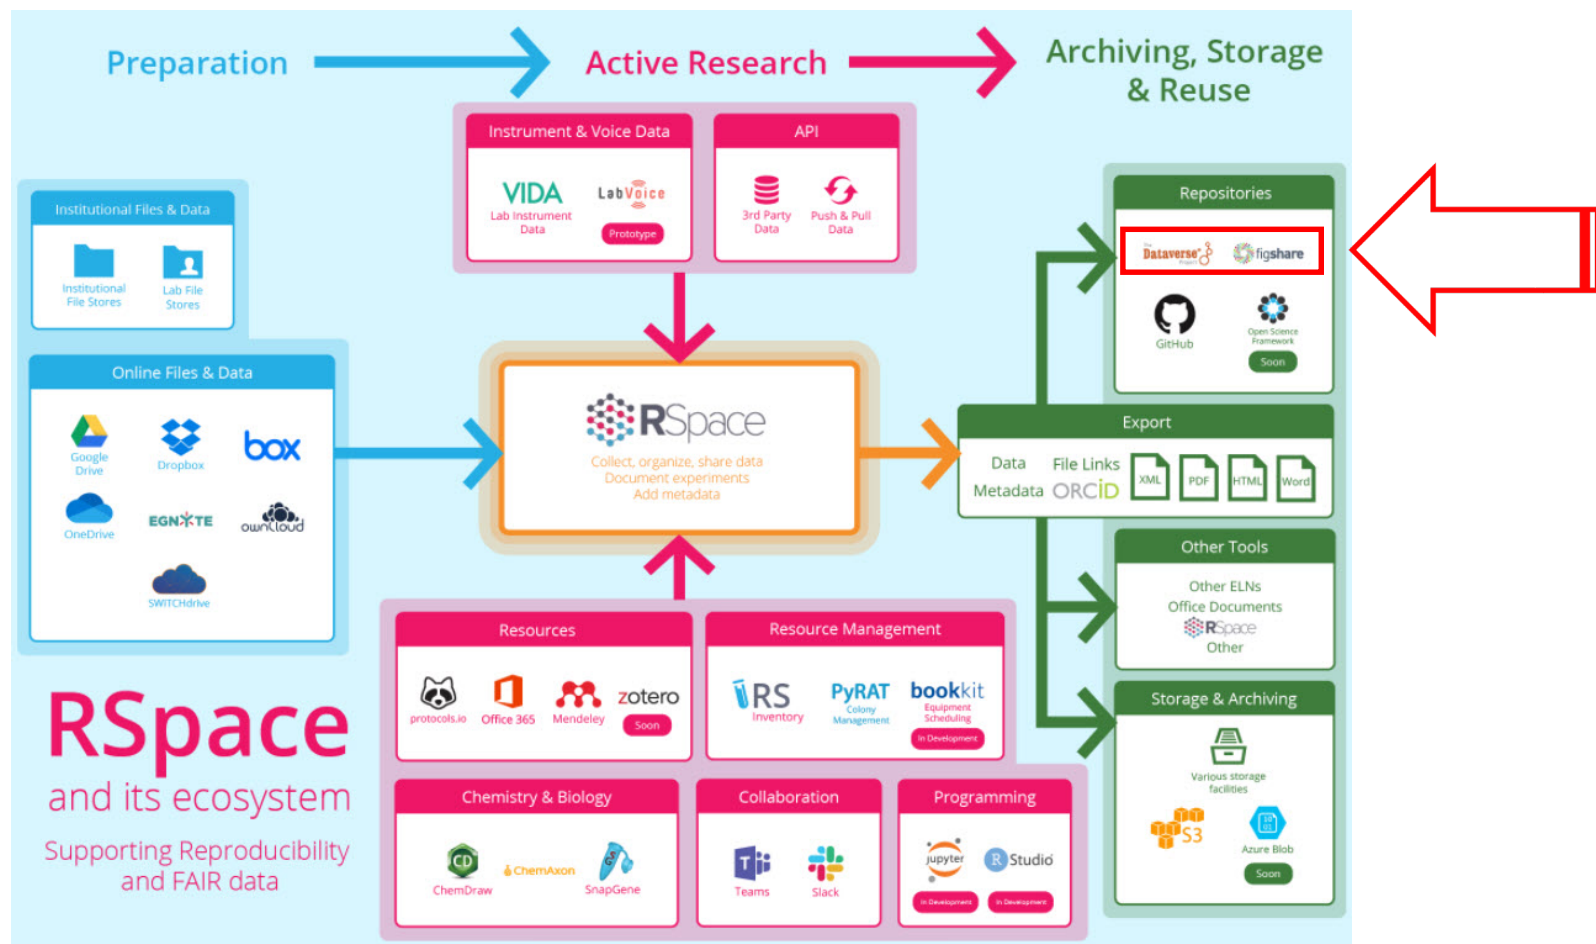 Preparation
Active Research
Archiving, Storage
& Reuse
Institutional Files & Data
Institutional
File Stores
Lab File
Stores
Online Files & Data
Google
Drive
Dropbox
box
OneDrive
EGNYTE
ownCloud
SWITCHdrive
RSpace
and its ecosystem
Supporting Reproducibility
and FAIR data
Instrument & Voice Data
VIDA
Lab Instrument
Data
LabVoice
Prototype
API
3rd Party
Data
Push & Pull
Data
RSpace
Collect, organize, share data
Document experiments
Add metadata
Resources
protocols.io
Office 365
Mendeley
zotero
Soon
Resource Management
RS
Inventory
PyRAT
Colony
Management
bookkit
Equipment
Scheduling
In Development
Chemistry & Biology
CD
ChemDraw
ChemAxon
SnapGene
Collaboration
T
Teams
Slack
Programming
jupyter
In Development
R Studio
In Development
Repositories
The
Dataverse
Project
figshare
GitHub
Open Science
Framework
Soon
Export
Data
Metadata
File Links
ORCID
XML
PDF
HTML
Word
Other Tools
Other ELNs
Office Documents
RSpace
Other
Storage & Archiving
Various storage
facilities
S3
10
01
Azure Blob
Soon